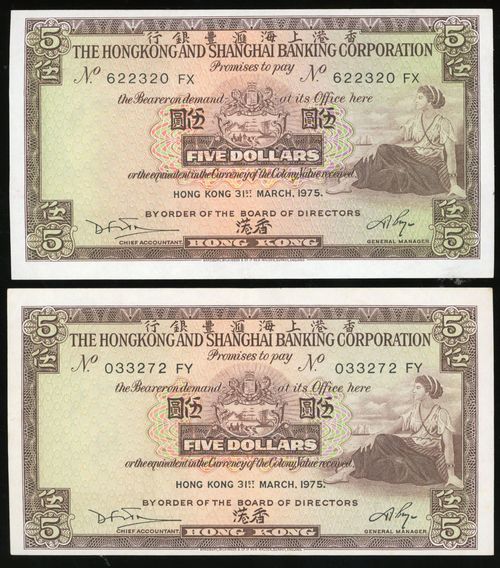 5 香港上海滙豐銀行 5
THE HONGKONG AND SHANGHAI BANKING CORPORATION
伍 Promises to pay 伍
No 622320 FX No 622320 FX
the Bearer on demand at its Office here
伍圓 伍圓
FIVE DOLLARS
or the equivalent in the Currency of the Colony Value received.
HONG KONG 31ST MARCH, 1975.
伍 BY ORDER OF THE BOARD OF DIRECTORS 伍
香港
5 CHIEF ACCOUNTANT. HONG KONG GENERAL MANAGER 5
5 香港上海滙豐銀行 5
THE HONGKONG AND SHANGHAI BANKING CORPORATION
伍 Promises to pay 伍
No 033272 FY No 033272 FY
the Bearer on demand at its Office here
伍圓 伍圓
FIVE DOLLARS
or the equivalent in the Currency of the Colony Value received.
HONG KONG 31ST MARCH, 1975.
伍 BY ORDER OF THE BOARD OF DIRECTORS 伍
香港
5 CHIEF ACCOUNTANT. HONG KONG GENERAL MANAGER 5